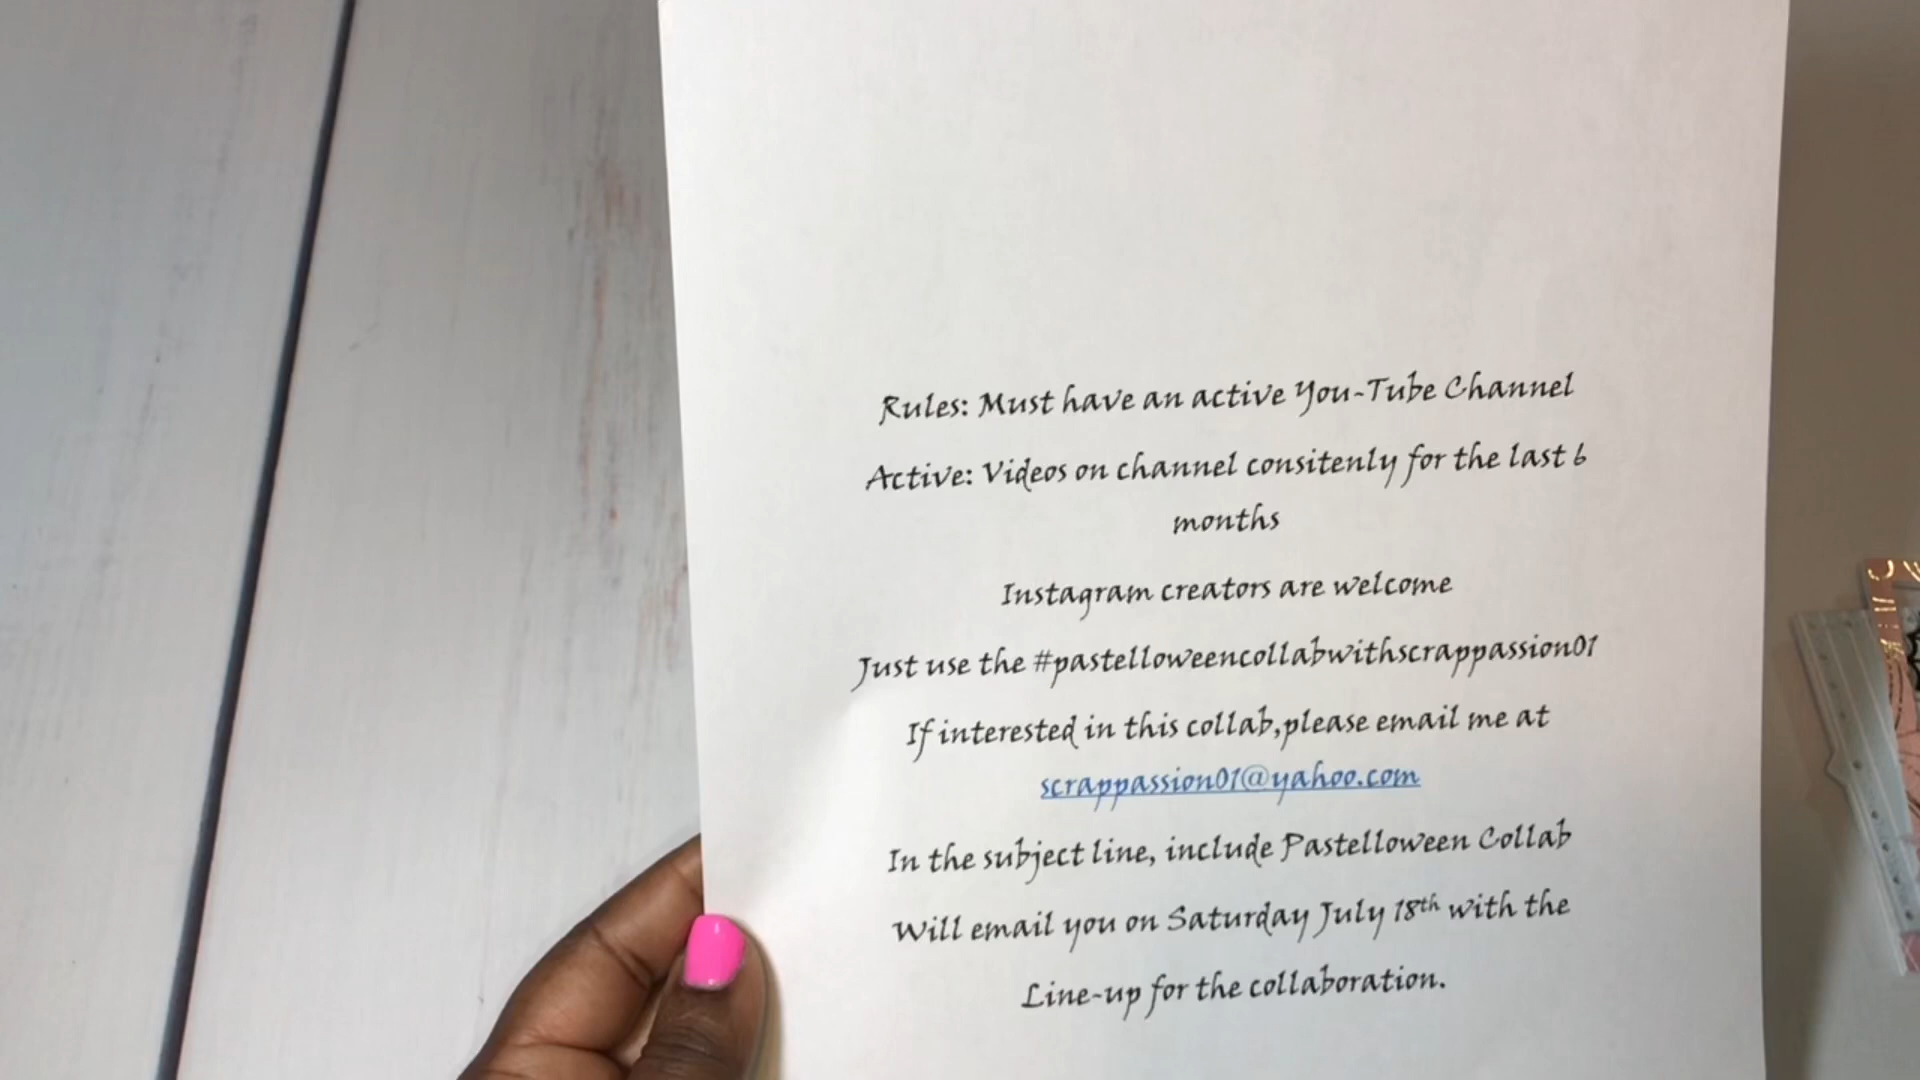 Rules: Must have an active You-Tube Channel
Active: Videos on channel consitenly for the last 6
months
Instagram creators are welcome
Just use the #pastelloweencollabwithscrappassion01
If interested in this collab,please email me at
scrappassion01@yahoo.com
In the subject line, include Pastelloween Collab
Will email you on Saturday July 18th with the
Line-up for the collaboration.